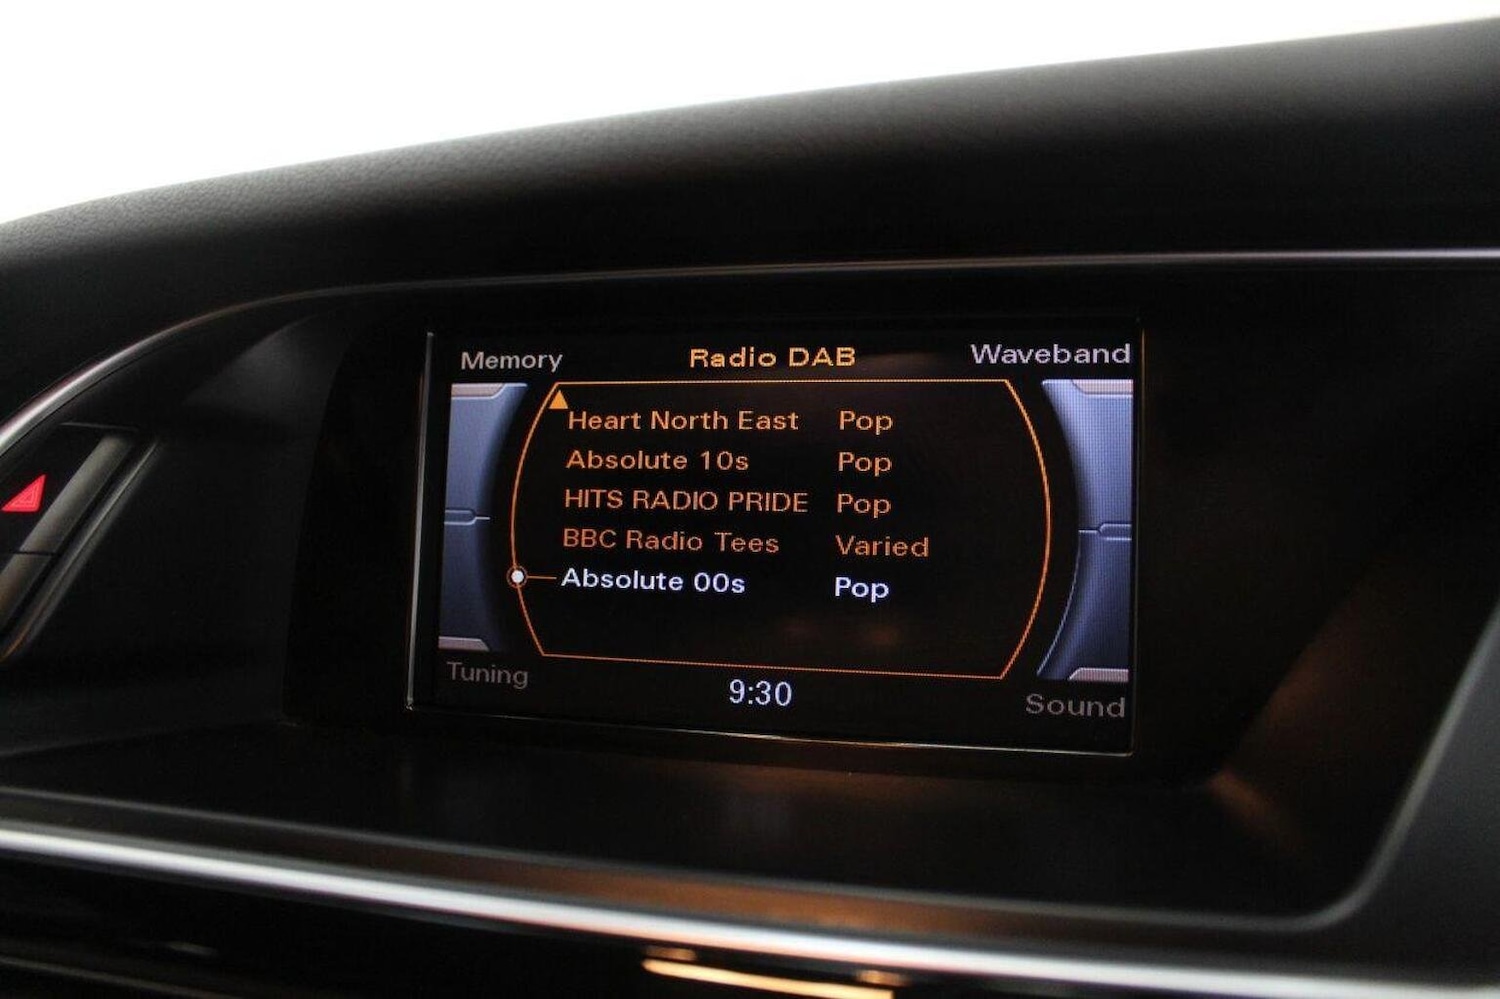 Memory Radio DAB Waveband
Heart North East Pop
Absolute 10s Pop
HITS RADIO PRIDE Pop
BBC Radio Tees Varied
Absolute 00s Pop
Tuning 9:30 Sound